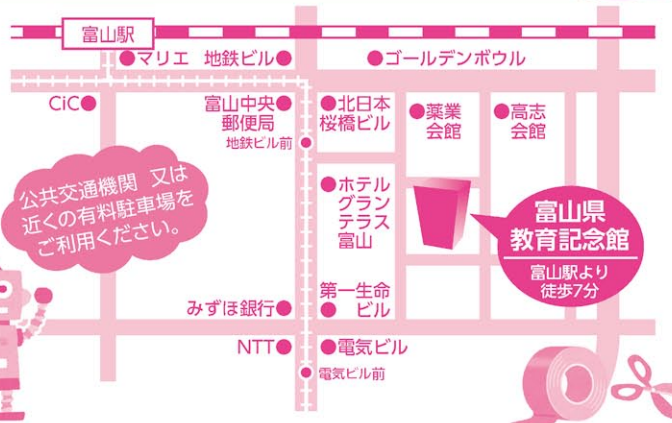 富山駅
●マリエ 地鉄ビル●
●ゴールデンボウル
CiC●
富山中央●
郵便局
地鉄ビル前
●北日本
桜橋ビル
●薬業
会館
●高志
会館
公共交通機関 又は
近くの有料駐車場を
ご利用ください。
●ホテル
グラン
テラス
富山
富山県
教育記念館
富山駅より
徒歩7分
みずほ銀行●
第一生命
● ビル
NTT●
●電気ビル
電気ビル前